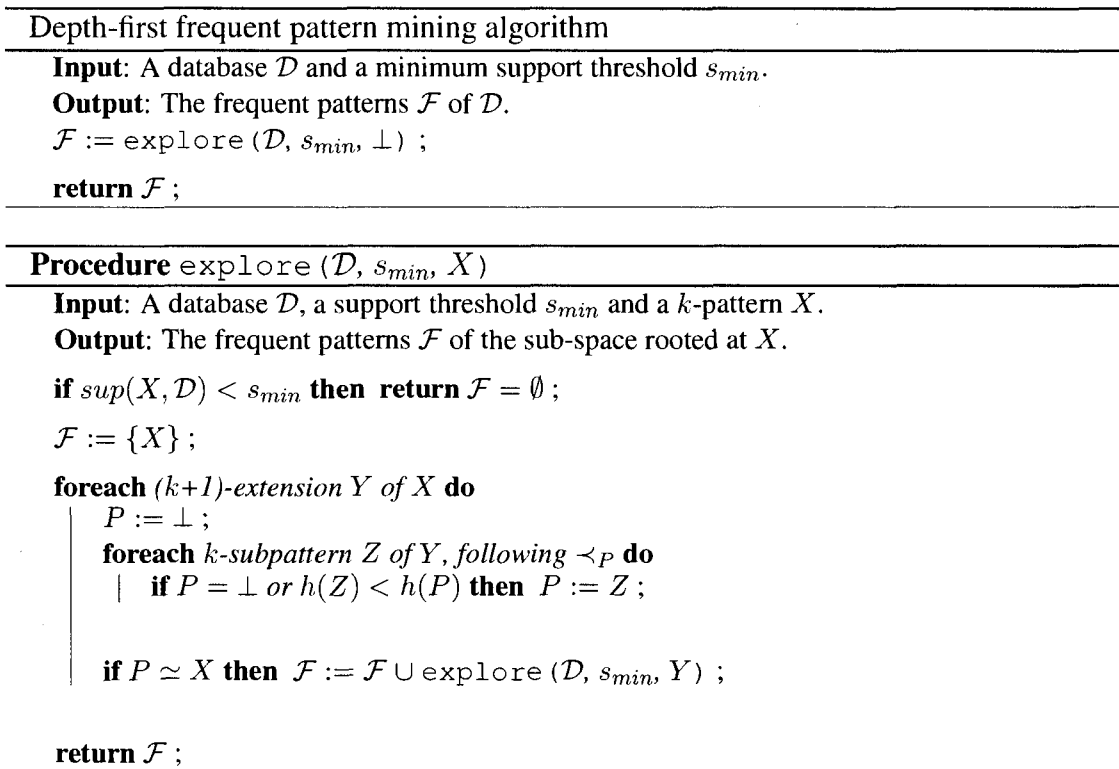 Depth-first frequent pattern mining algorithm
Input: A database 𝒟 and a minimum support threshold s_min.
Output: The frequent patterns ℱ of 𝒟.
ℱ := explore (𝒟, s_min, ⊥) ;
return ℱ ;
Procedure explore (𝒟, s_min, X)
Input: A database 𝒟, a support threshold s_min and a k-pattern X.
Output: The frequent patterns ℱ of the sub-space rooted at X.
if sup(X, 𝒟) < s_min then return ℱ = ∅ ;
ℱ := {X} ;
foreach (k+1)-extension Y of X do
P := ⊥ ;
foreach k-subpattern Z of Y, following ≺_P do
if P = ⊥ or h(Z) < h(P) then P := Z ;
if P ≃ X then ℱ := ℱ ∪ explore (𝒟, s_min, Y) ;
return ℱ ;